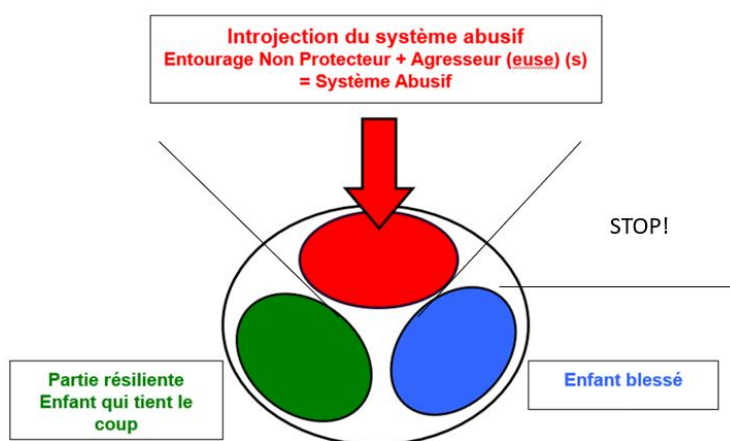 Introjection du système abusif
Entourage Non Protecteur + Agresseur (euse) (s)
= Système Abusif
STOP!
Partie résiliente
Enfant qui tient le
coup
Enfant blessé